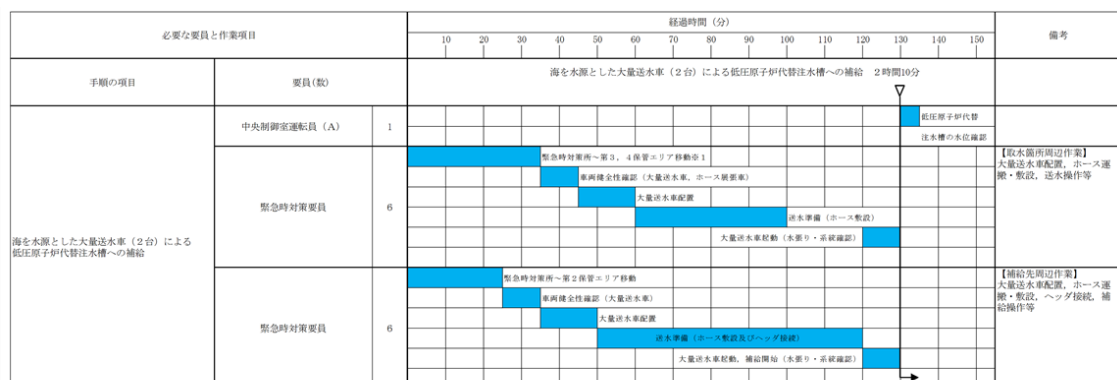 必要な要員と作業項目
経過時間（分）
備考
10 20 30 40 50 60 70 80 90 100 110 120 130 140 150
手順の項目
要員(数)
海を水源とした大量送水車（２台）による低圧原子炉代替注水槽への補給　２時間10分
海を水源とした大量送水車（２台）による
低圧原子炉代替注水槽への補給
中央制御室運転員（A）
1
低圧原子炉代替
注水槽の水位確認
緊急時対策要員
6
緊急時対策所～第３，４保管エリア移動※１
車両健全性確認（大量送水車，ホース展張車）
大量送水車配置
送水準備（ホース敷設）
大量送水車起動（水張り・系統確認）
【取水箇所周辺作業】
大量送水車配置，ホース運
搬・敷設，送水操作等
緊急時対策要員
6
緊急時対策所～第２保管エリア移動
車両健全性確認（大量送水車）
大量送水車配置
送水準備（ホース敷設及びヘッダ接続）
大量送水車起動，補給開始（水張り・系統確認）
【補給先周辺作業】
大量送水車配置，ホース運
搬・敷設，ヘッダ接続，補
給操作等